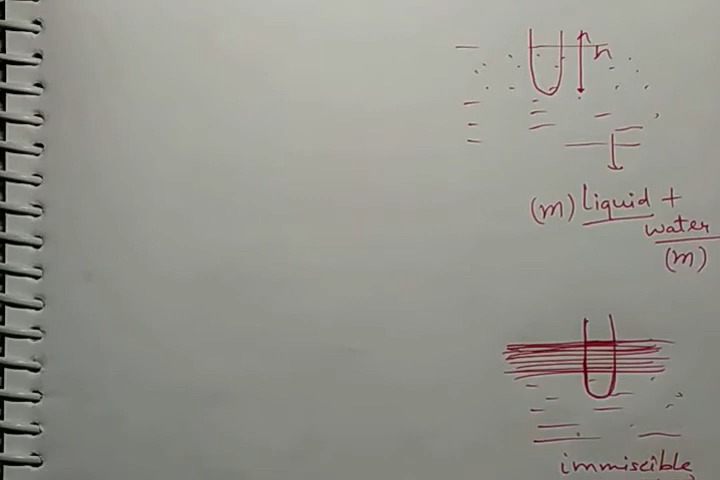 h
(m) liquid +
water
(m)
immiscible